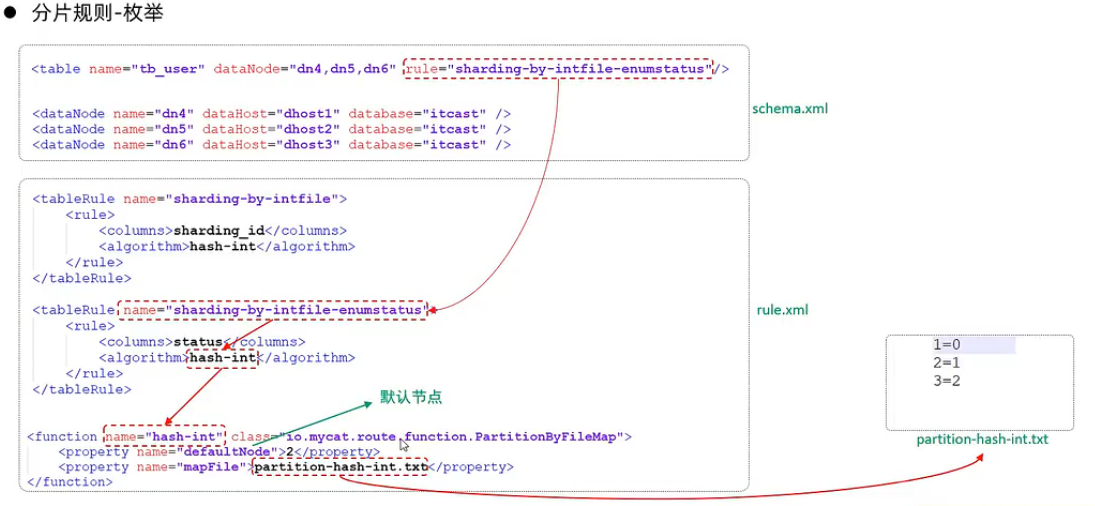 ● 分片规则-枚举
<table name="tb_user" dataNode="dn4,dn5,dn6" rule="sharding-by-intfile-enumstatus"/>
<dataNode name="dn4" dataHost="dhost1" database="itcast" />
<dataNode name="dn5" dataHost="dhost2" database="itcast" />
<dataNode name="dn6" dataHost="dhost3" database="itcast" />
schema.xml
<tableRule name="sharding-by-intfile">
<rule>
<columns>sharding_id</columns>
<algorithm>hash-int</algorithm>
</rule>
</tableRule>
<tableRule name="sharding-by-intfile-enumstatus"
<rule>
<columns>status</columns>
<algorithm>hash-int</algorithm>
</rule>
</tableRule>
rule.xml
默认节点
<function name="hash-int" class="io.mycat.route.function.PartitionByFileMap">
<property name="defaultNode">2</property>
<property name="mapFile">partition-hash-int.txt</property>
</function>
1=0
2=1
3=2
partition-hash-int.txt